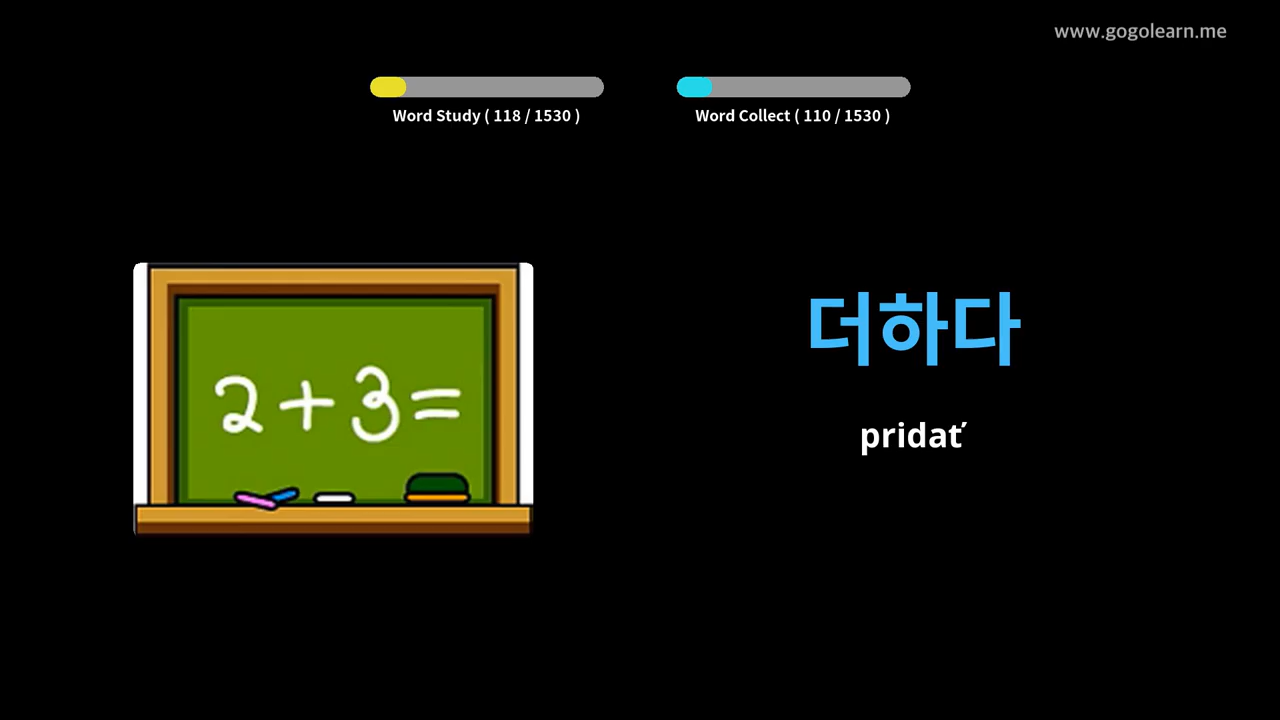 www.gogolearn.me
Word Study ( 118 / 1530 )
Word Collect ( 110 / 1530 )
2 + 3 =
더하다
pridať